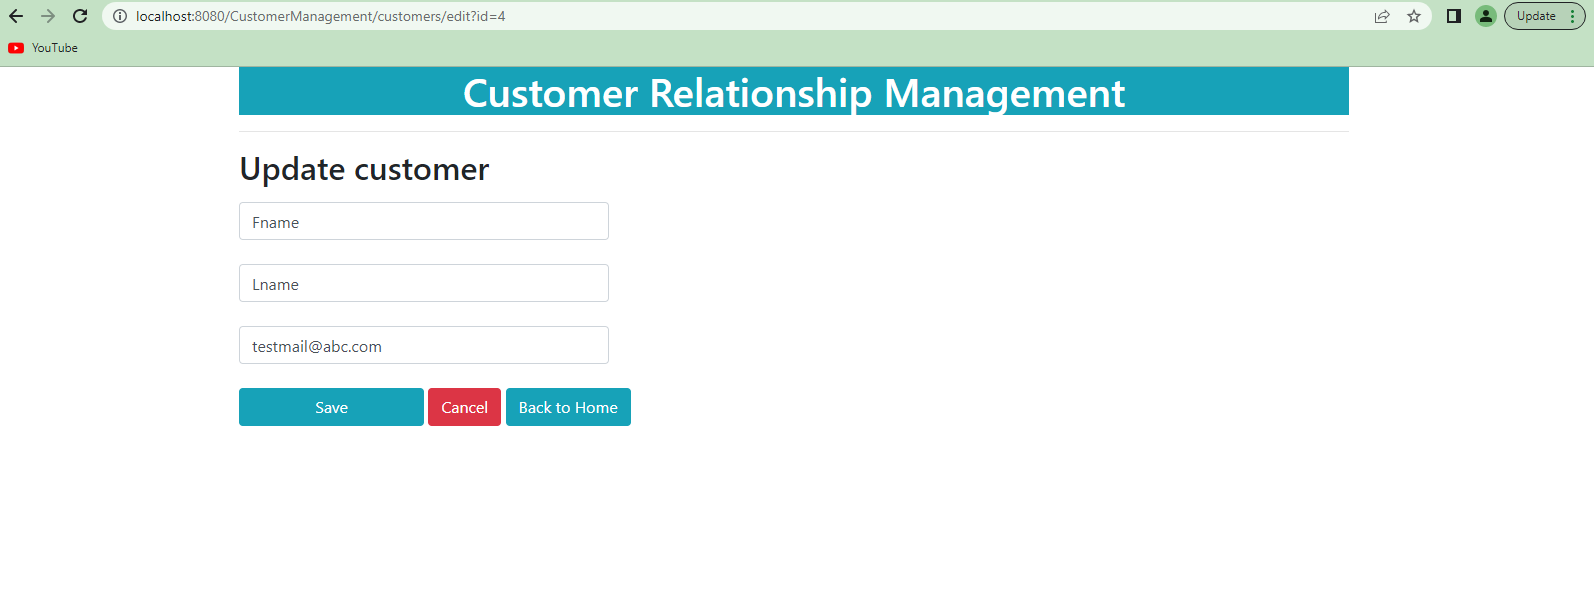 localhost:8080/CustomerManagement/customers/edit?id=4
Update
YouTube
Customer Relationship Management
Update customer
Fname
Lname
testmail@abc.com
Save Cancel Back to Home